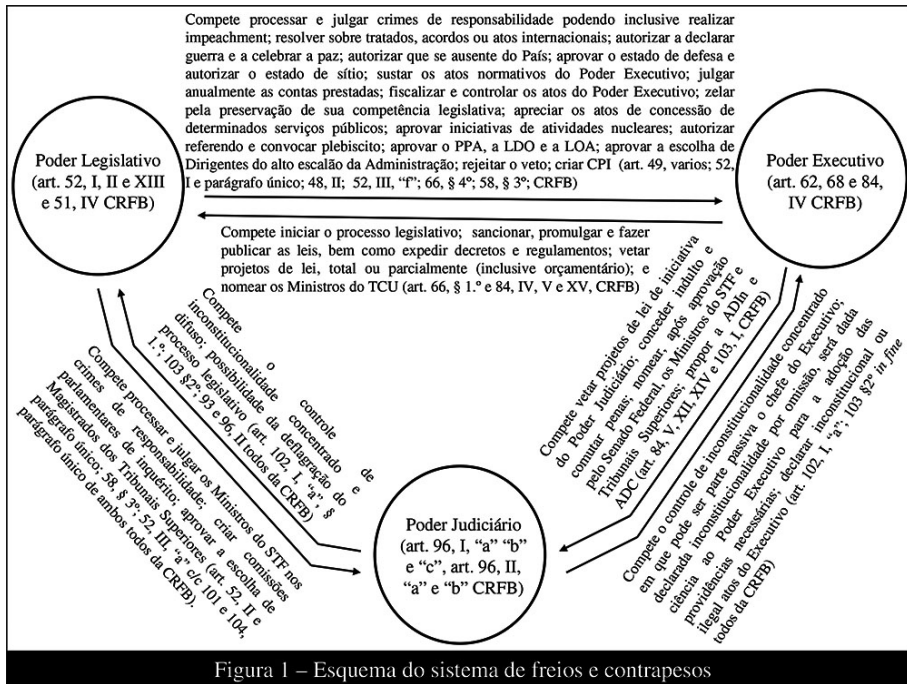 Compete processar e julgar crimes de responsabilidade podendo inclusive realizar
impeachment; resolver sobre tratados, acordos ou atos internacionais; autorizar a declarar
guerra e a celebrar a paz; autorizar que se ausente do País; aprovar o estado de defesa e
autorizar o estado de sítio; sustar os atos normativos do Poder Executivo; julgar
anualmente as contas prestadas; fiscalizar e controlar os atos do Poder Executivo; zelar
pela preservação de sua competência legislativa; apreciar os atos de concessão de
determinados serviços públicos; aprovar iniciativas de atividades nucleares; autorizar
referendo e convocar plebiscito; aprovar o PPA, a LDO e a LOA; aprovar a escolha de
Dirigentes do alto escalão da Administração; rejeitar o veto; criar CPI (art. 49, varios; 52,
I e parágrafo único; 48, II; 52, III, “f”; 66, § 4º; 58, § 3º; CRFB)
Poder Legislativo
(art. 52, I, II e XIII
e 51, IV CRFB)
Poder Executivo
(art. 62, 68 e 84,
IV CRFB)
Compete iniciar o processo legislativo; sancionar, promulgar e fazer
publicar as leis, bem como expedir decretos e regulamentos; vetar
projetos de lei, total ou parcialmente (inclusive orçamentário); e
nomear os Ministros do TCU (art. 66, § 1.º e 84, IV, V e XV, CRFB)
Compete o controle de
inconstitucionalidade concentrado e
difuso; possibilidade da deflagração do
processo legislativo (art. 102, I, “a”, §
1.º; 103 §2º; 93 e 96, II todos da CRFB)
Compete processar e julgar os Ministros do STF nos
crimes de responsabilidade; criar comissões
parlamentares de inquérito; aprovar a escolha de
Magistrados dos Tribunais Superiores (art. 52, II e
parágrafo único; 58, § 3º; 52, III, “a” c/c 101 e 104,
parágrafo único de ambos todos da CRFB).
Compete vetar projetos de lei de iniciativa
do Poder Judiciário; conceder indulto e
comutar penas; nomear, após aprovação
pelo Senado Federal, os Ministros do STF e
Tribunais Superiores; propor a ADIn e
ADC (art. 84, V, XII, XIV e 103, I, CRFB)
Compete o controle de inconstitucionalidade concentrado
em que pode ser parte passiva o chefe do Executivo;
declarada inconstitucionalidade por omissão, será dada
ciência ao Poder Executivo para a adoção das
providências necessárias; declarar inconstitucional ou
ilegal atos do Executivo (art. 102, I, “a”; 103 §2º in fine
todos da CRFB)
Poder Judiciário
(art. 96, I, “a” “b”
e “c”, art. 96, II,
“a” e “b” CRFB)
Figura 1 – Esquema do sistema de freios e contrapesos